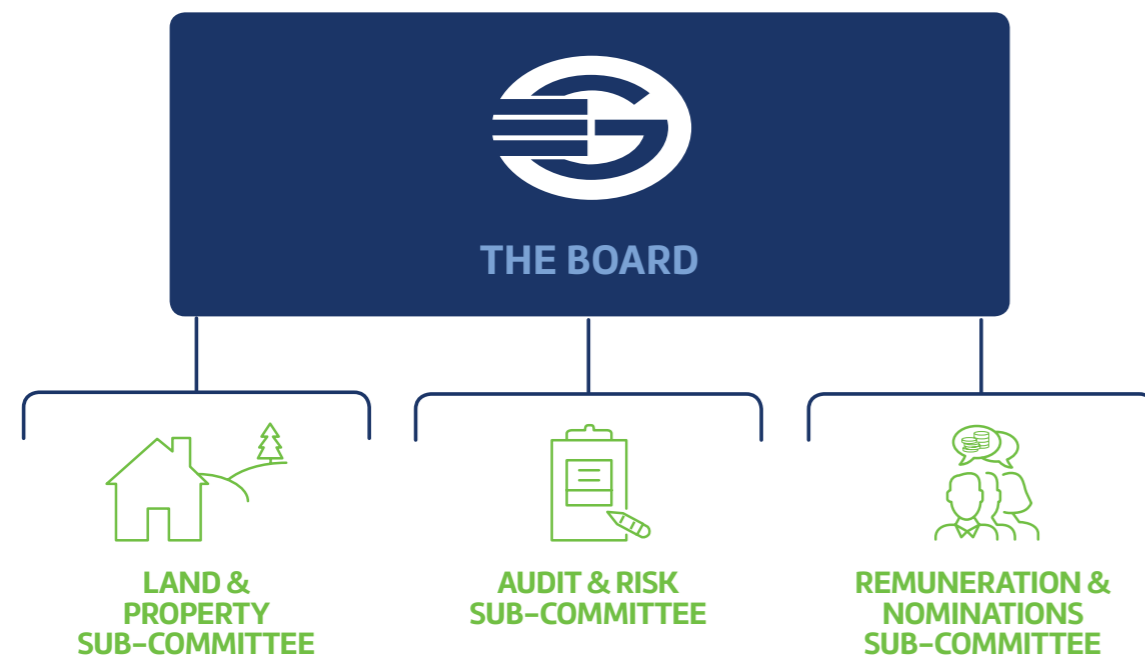 THE BOARD
LAND &
PROPERTY
SUB-COMMITTEE
AUDIT & RISK
SUB-COMMITTEE
REMUNERATION &
NOMINATIONS
SUB-COMMITTEE